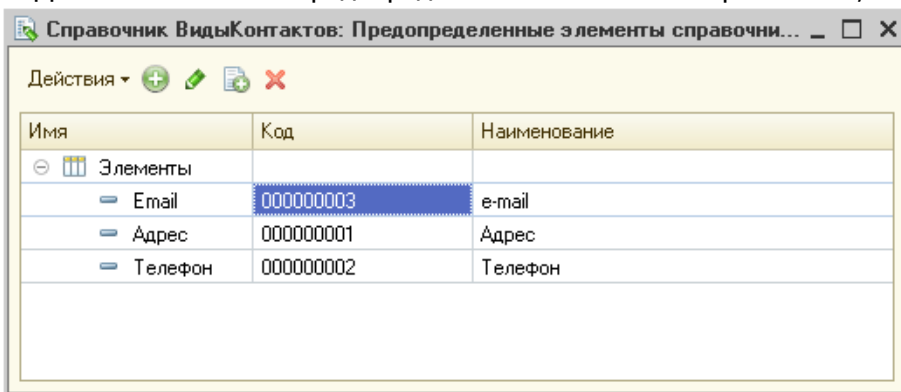 Справочник ВидыКонтактов: Предопределенные элементы справочни...
Действия
Имя Код Наименование
Элементы
Email 000000003 e-mail
Адрес 000000001 Адрес
Телефон 000000002 Телефон